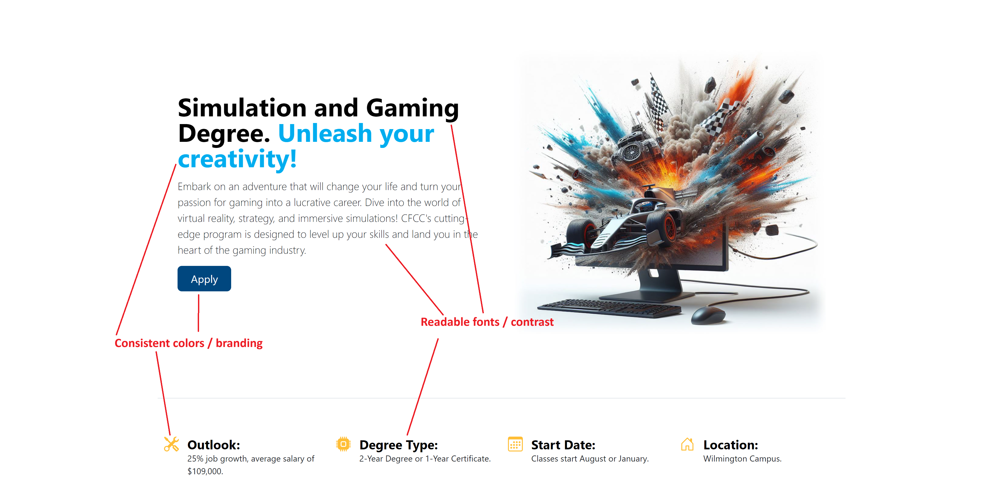 Simulation and Gaming
Degree. Unleash your
creativity!
Embark on an adventure that will change your life and turn your
passion for gaming into a lucrative career. Dive into the world of
virtual reality, strategy, and immersive simulations! CFCC's cutting-
edge program is designed to level up your skills and land you in the
heart of the gaming industry.
Apply
Readable fonts / contrast
Consistent colors / branding
Outlook:
25% job growth, average salary of
$109,000.
Degree Type:
2-Year Degree or 1-Year Certificate.
Start Date:
Classes start August or January.
Location:
Wilmington Campus.